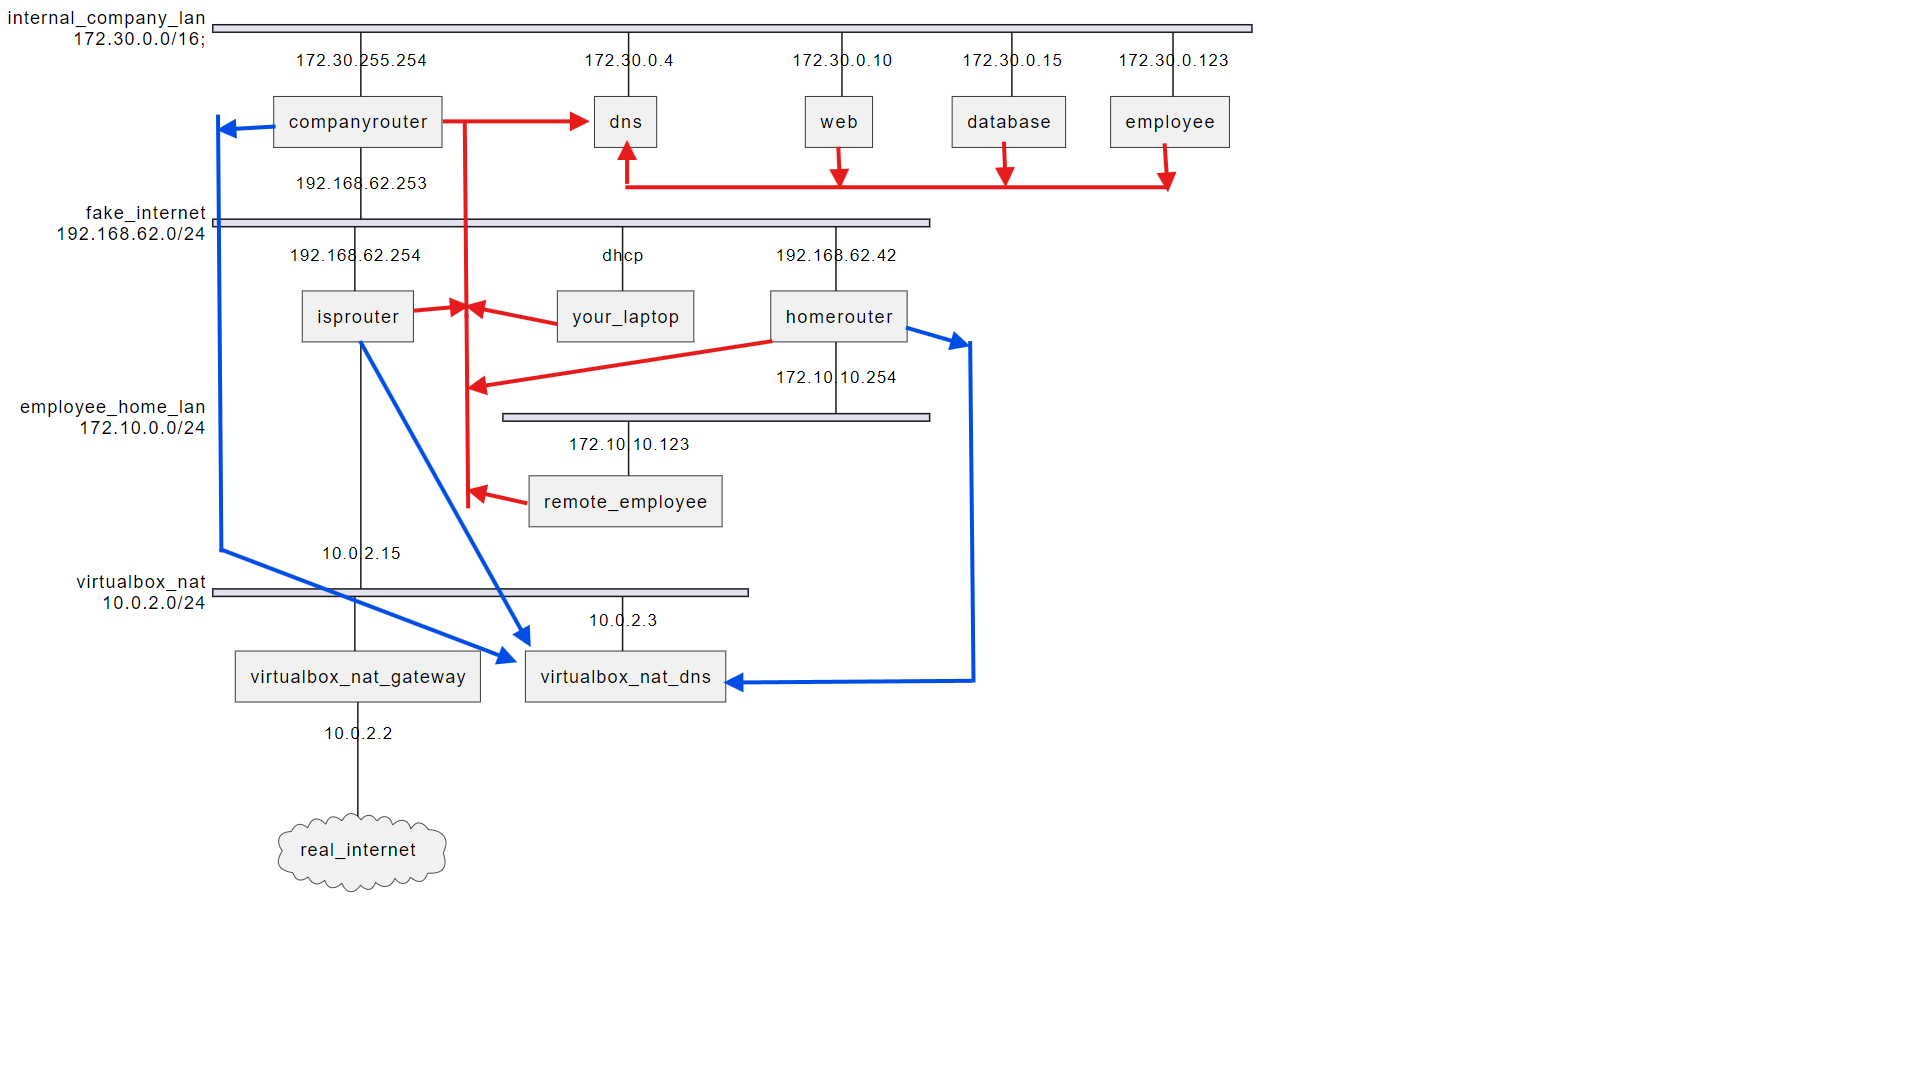 internal_company_lan
172.30.0.0/16;
172.30.255.254
172.30.0.4
172.30.0.10
172.30.0.15
172.30.0.123
companyrouter
dns
web
database
employee
192.168.62.253
fake_internet
192.168.62.0/24
192.168.62.254
dhcp
192.168.62.42
isprouter
your_laptop
homerouter
172.10.10.254
employee_home_lan
172.10.0.0/24
172.10.10.123
remote_employee
10.0.2.15
virtualbox_nat
10.0.2.0/24
10.0.2.3
virtualbox_nat_gateway
virtualbox_nat_dns
10.0.2.2
real_internet